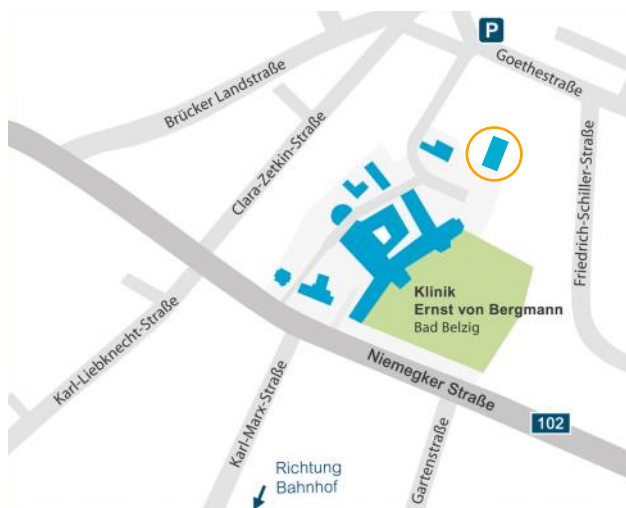 P
Goethestraße
Brücker Landstraße
Clara-Zetkin-Straße
Friedrich-Schiller-Straße
Klinik
Ernst von Bergmann
Bad Belzig
Karl-Liebknecht-Straße
Niemegker Straße
Karl-Marx-Straße
102
Gartenstraße
Richtung
Bahnhof